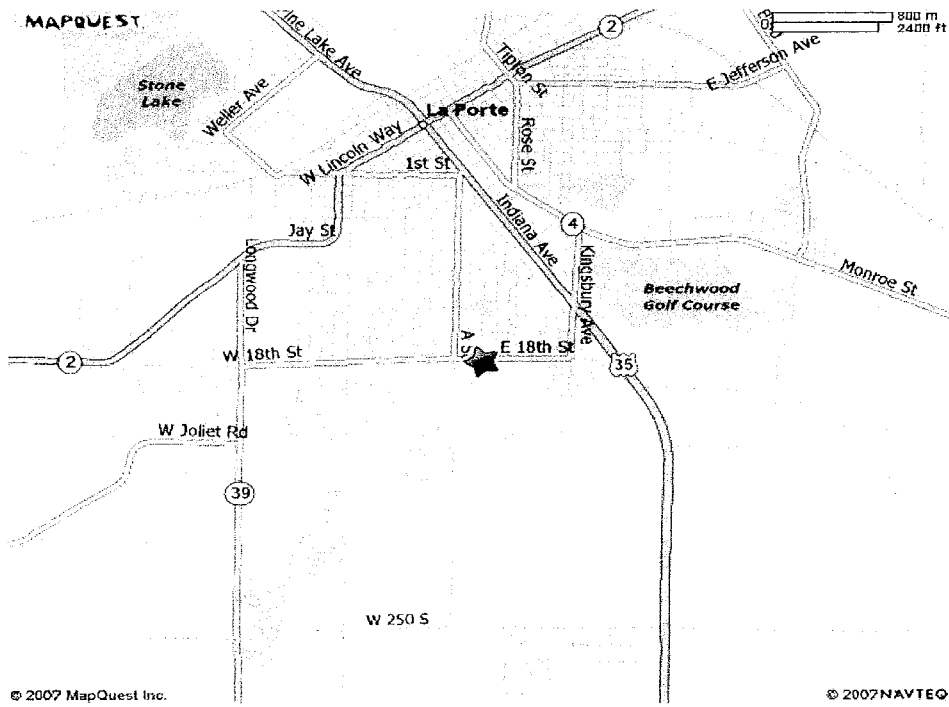 MAPQUEST
800 m
0
2400 ft
Lake Ave
2
Tipton St
E Jefferson Ave
Stone
Lake
Weller Ave
La Porte
W Lincoln Way
Rose St
1st St
Indiana Ave
4
Jay St
Longwood Dr
Kingsbury Ave
Monroe St
Beechwood
Golf Course
W 18th St
A St
E 18th St
2
35
W Joliet Rd
39
W 250 S
© 2007 MapQuest Inc.
© 2007 NAVTEQ